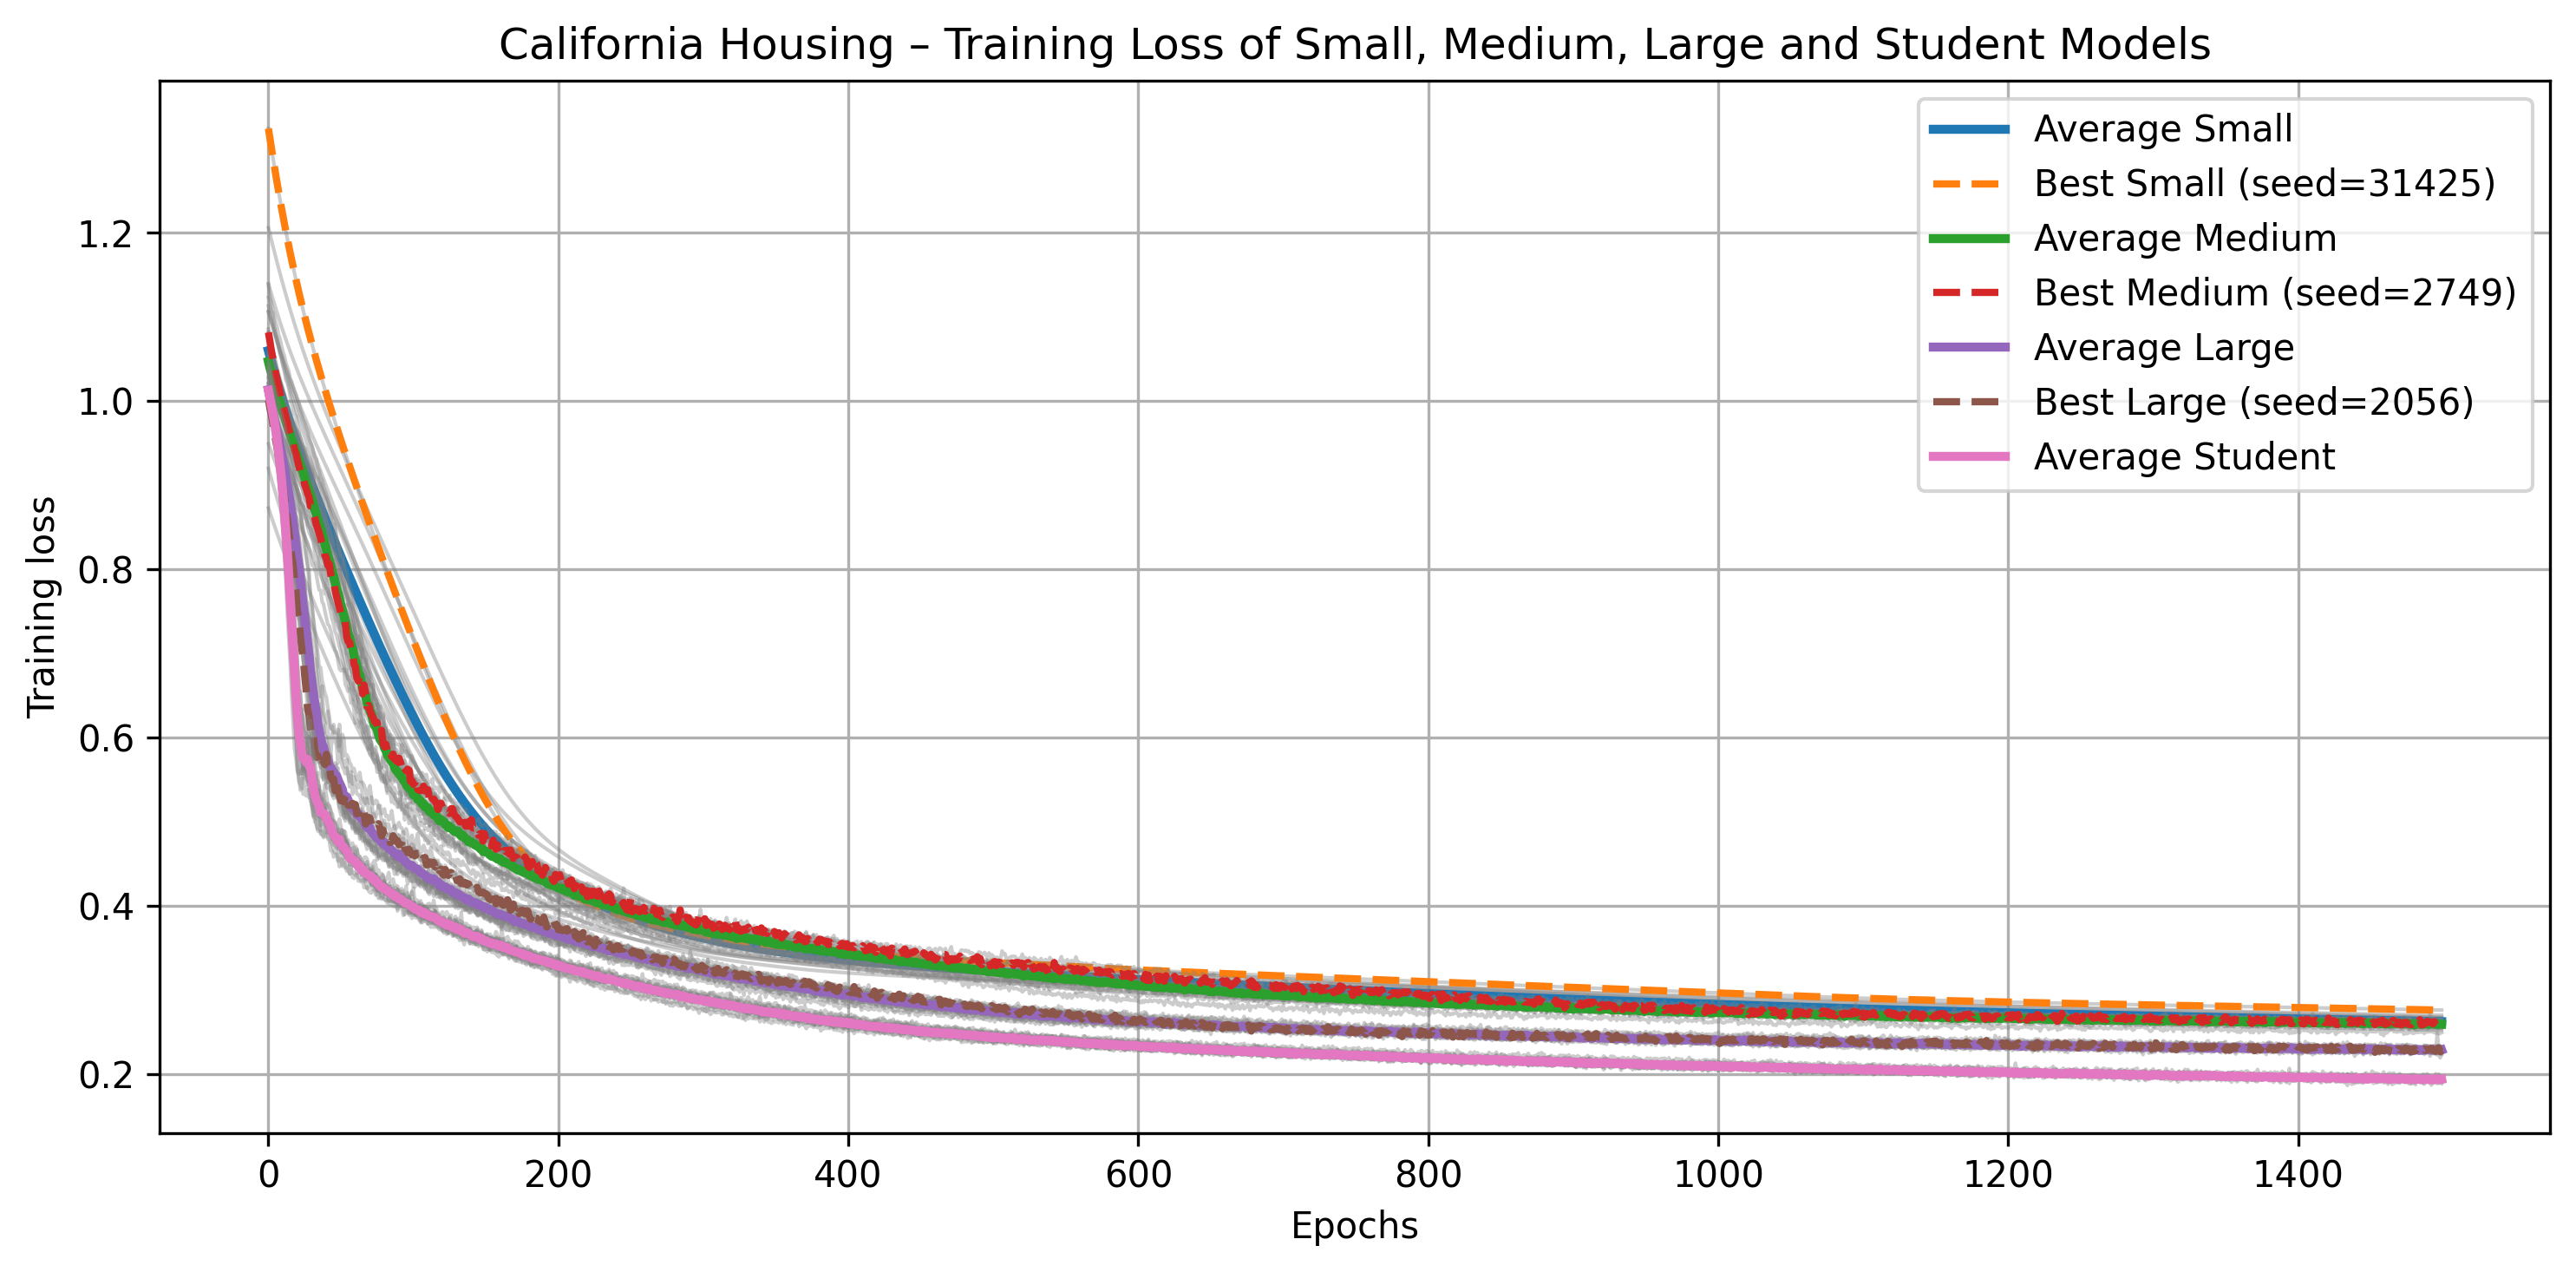 California Housing – Training Loss of Small, Medium, Large and Student Models
Average Small
Best Small (seed=31425)
Average Medium
Best Medium (seed=2749)
Average Large
Best Large (seed=2056)
Average Student
Training loss
1.2
1.0
0.8
0.6
0.4
0.2
0 200 400 600 800 1000 1200 1400
Epochs